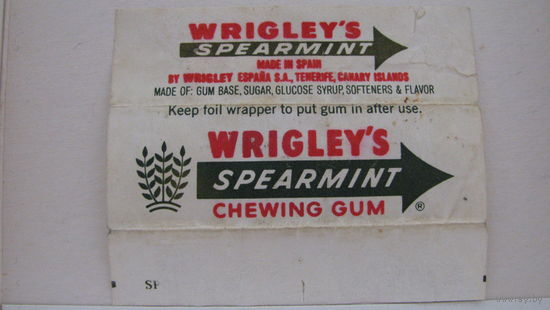 WRIGLEY'S
SPEARMINT
MADE IN SPAIN
BY WRIGLEY ESPAÑA S.A., TENERIFE, CANARY ISLANDS
MADE OF: GUM BASE, SUGAR, GLUCOSE SYRUP, SOFTENERS & FLAVOR
Keep foil wrapper to put gum in after use.
WRIGLEY'S
SPEARMINT
CHEWING GUM ®
SP